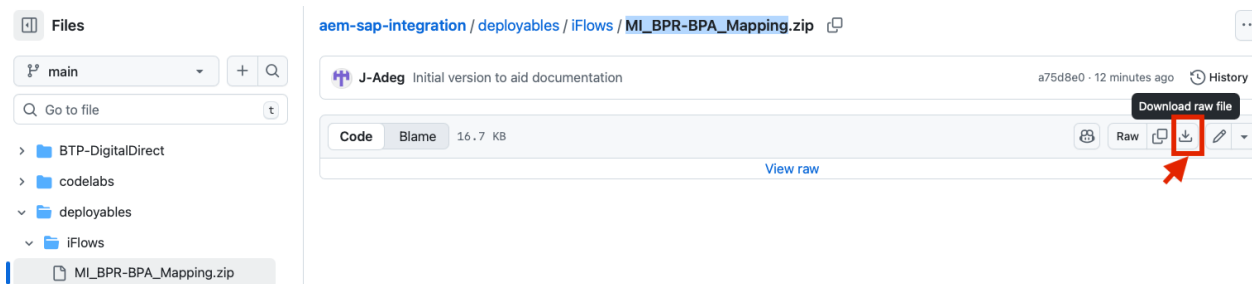 Files
aem-sap-integration / deployables / iFlows / MI_BPR-BPA_Mapping.zip
main
J-Adeg Initial version to aid documentation
a75d8e0 · 12 minutes ago
History
Go to file
t
Download raw file
Code
Blame
16.7 KB
Raw
BTP-DigitalDirect
View raw
codelabs
deployables
iFlows
MI_BPR-BPA_Mapping.zip